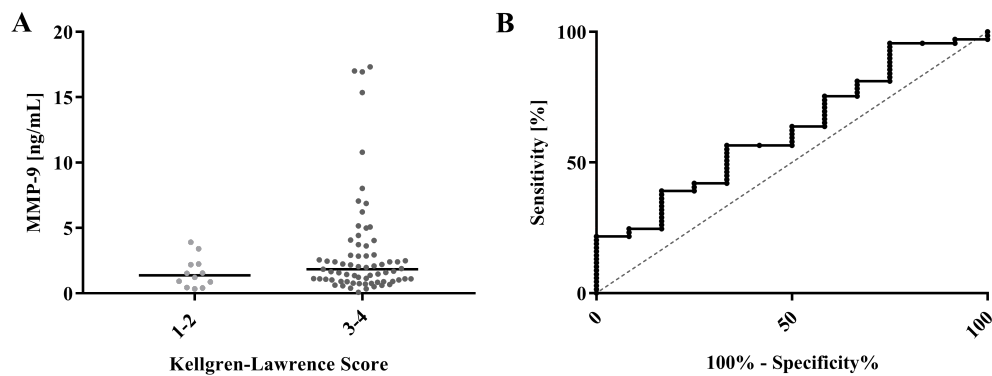 A
MMP-9 [ng/mL]
20
15
10
5
0
1-2
3-4
Kellgren-Lawrence Score
B
Sensitivity [%]
100
50
0
0
50
100
100% - Specificity%